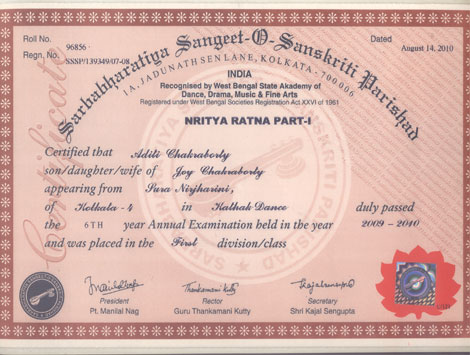 Roll No. 96856
Dated
Regn. No. SSSP139349/07-08
August 14, 2010
Sarbabharatiya Sangeet-O-Sanskriti Parishad
1A, JADUNATH SEN LANE, KOLKATA - 700006
INDIA
Recognised by West Bengal State Akademy of
Dance, Drama, Music & Fine Arts
Registered under West Bengal Societies Registration Act XXVI of 1961
NRITYA RATNA PART-I
Certificate
Certified that Aditi Chakraborty
son/daughter/wife of Joy Chakraborty
appearing from Sura Nirjharini,
of Kolkata - 4 in Kathak Dance duly passed
the 6TH year Annual Examination held in the year 2009 - 2010
and was placed in the First division/class
Thankamani Kutty
President
Rector
Secretary
Pt. Manilal Nag
Guru Thankamani Kutty
Shri Kajal Sengupta